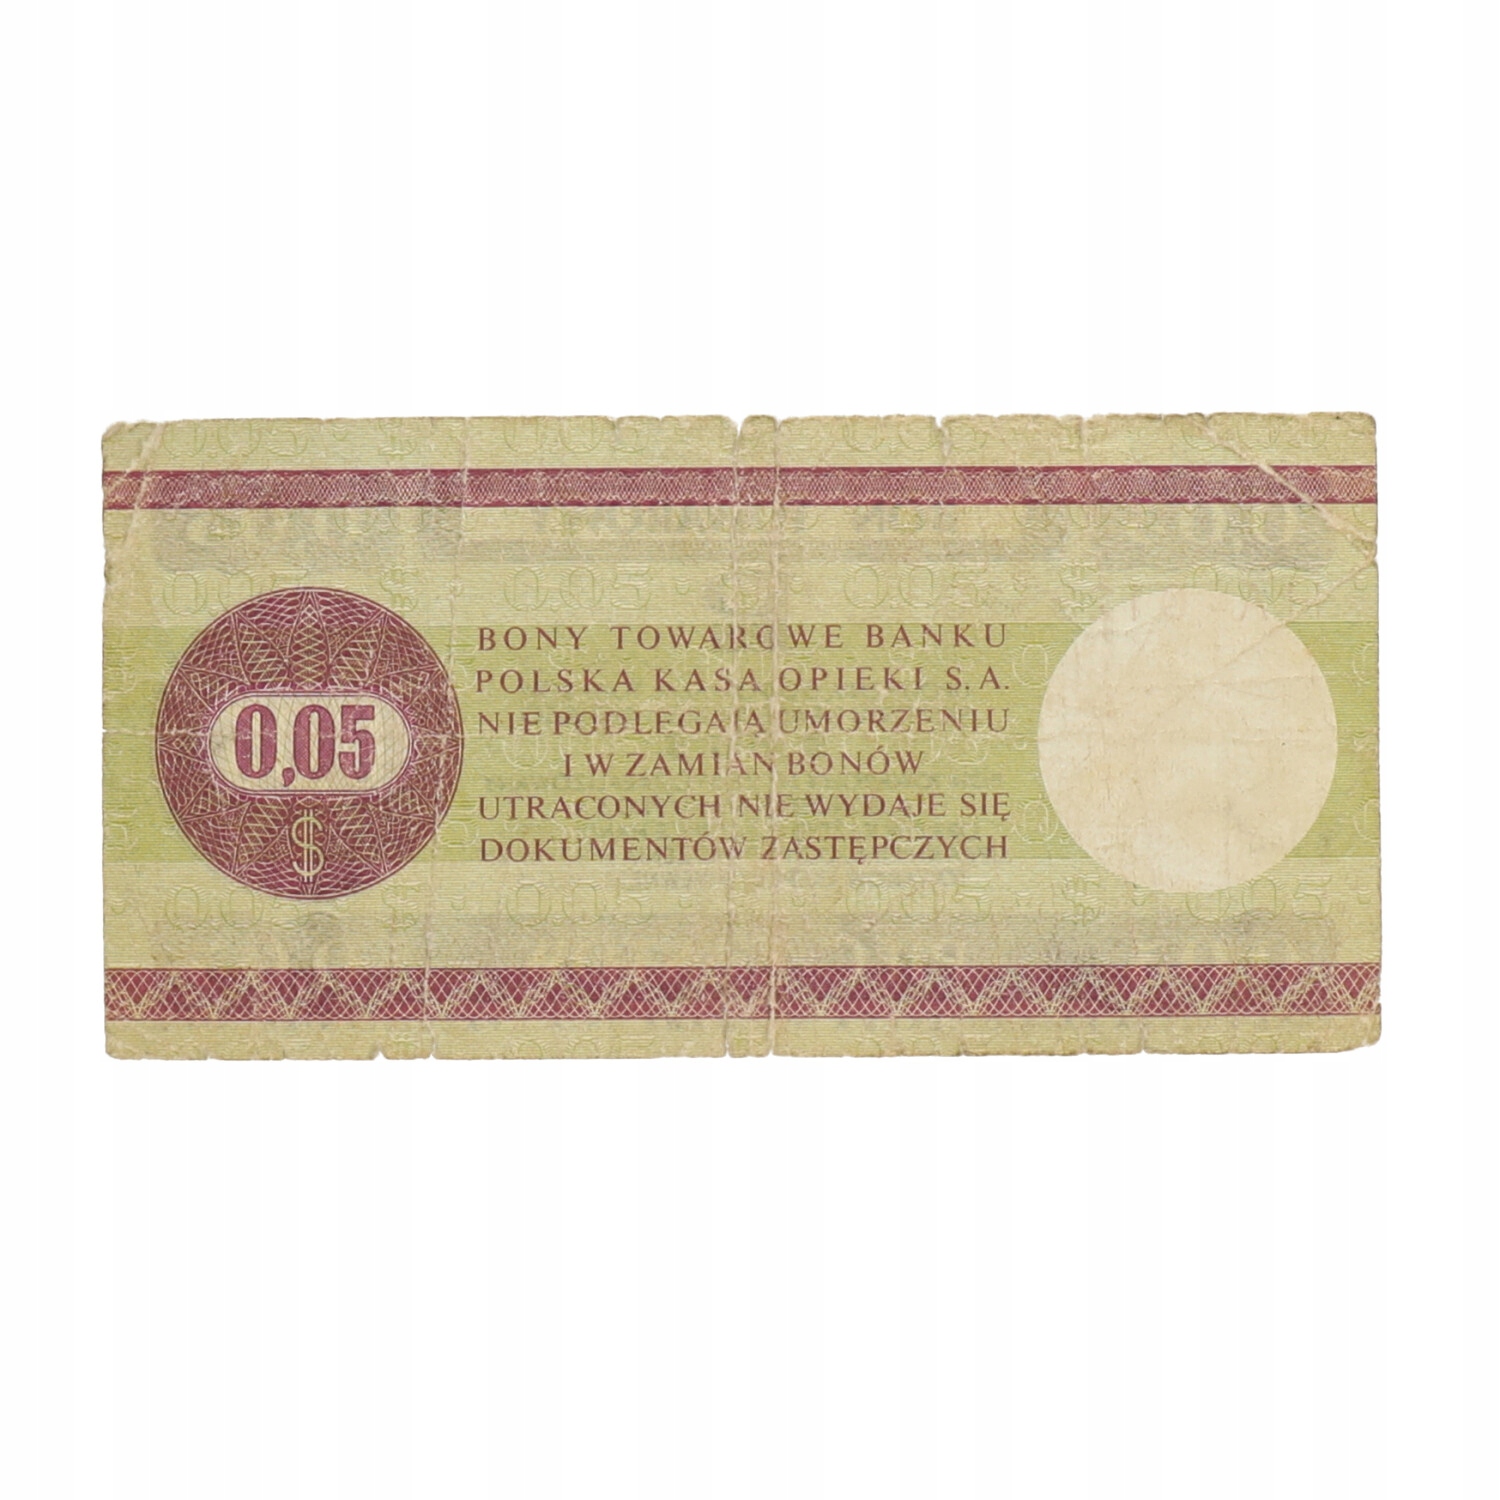 BONY TOWAROWE BANKU
POLSKA KASA OPIEKI S.A.
NIE PODLEGAJĄ UMORZENIU
I W ZAMIAN BONÓW
UTRACONYCH NIE WYDAJE SIĘ
DOKUMENTÓW ZASTĘPCZYCH
0,05
$